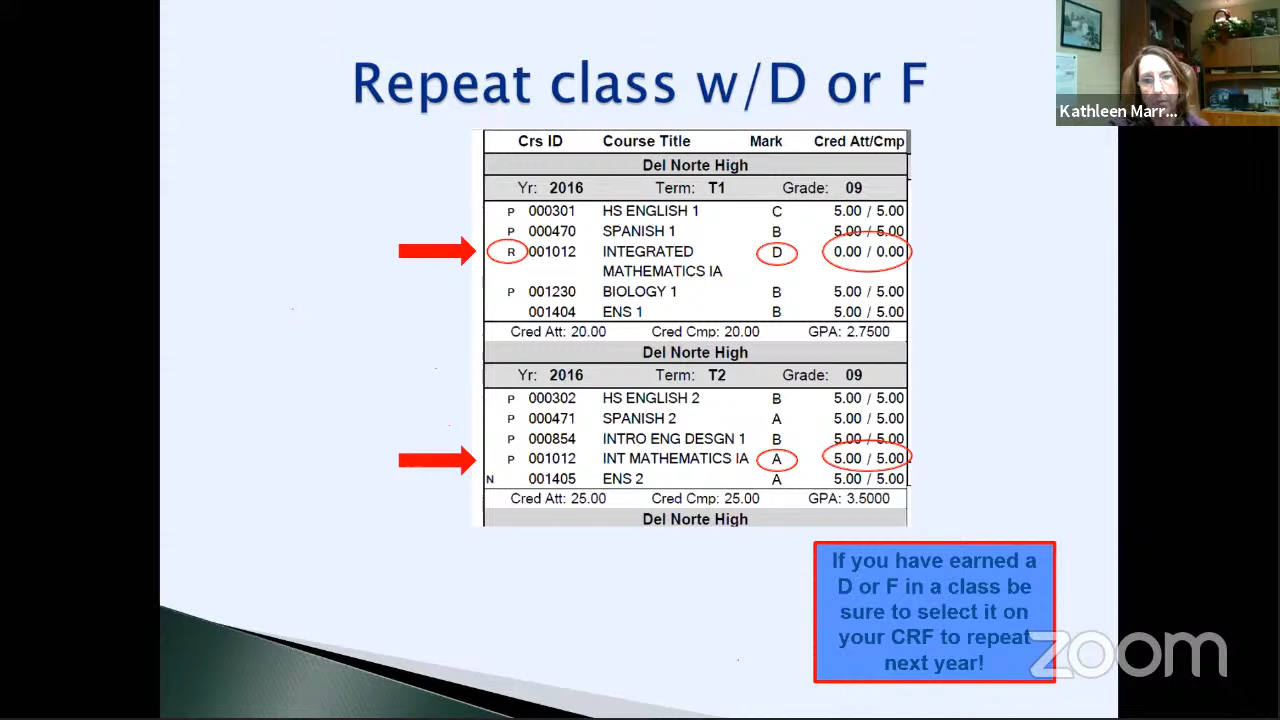 Repeat class w/D or F
Kathleen Marr...
Crs ID Course Title Mark Cred Att/Cmp
Del Norte High
Yr: 2016 Term: T1 Grade: 09
P 000301 HS ENGLISH 1 C 5.00 / 5.00
P 000470 SPANISH 1 B 5.00 / 5.00
R 001012 INTEGRATED D 0.00 / 0.00
MATHEMATICS IA
P 001230 BIOLOGY 1 B 5.00 / 5.00
001404 ENS 1 B 5.00 / 5.00
Cred Att: 20.00 Cred Cmp: 20.00 GPA: 2.7500
Del Norte High
Yr: 2016 Term: T2 Grade: 09
P 000302 HS ENGLISH 2 B 5.00 / 5.00
P 000471 SPANISH 2 A 5.00 / 5.00
P 000854 INTRO ENG DESGN 1 B 5.00 / 5.00
P 001012 INT MATHEMATICS IA A 5.00 / 5.00
N 001405 ENS 2 A 5.00 / 5.00
Cred Att: 25.00 Cred Cmp: 25.00 GPA: 3.5000
Del Norte High
If you have earned a
D or F in a class be
sure to select it on
your CRF to repeat
next year!
zoom